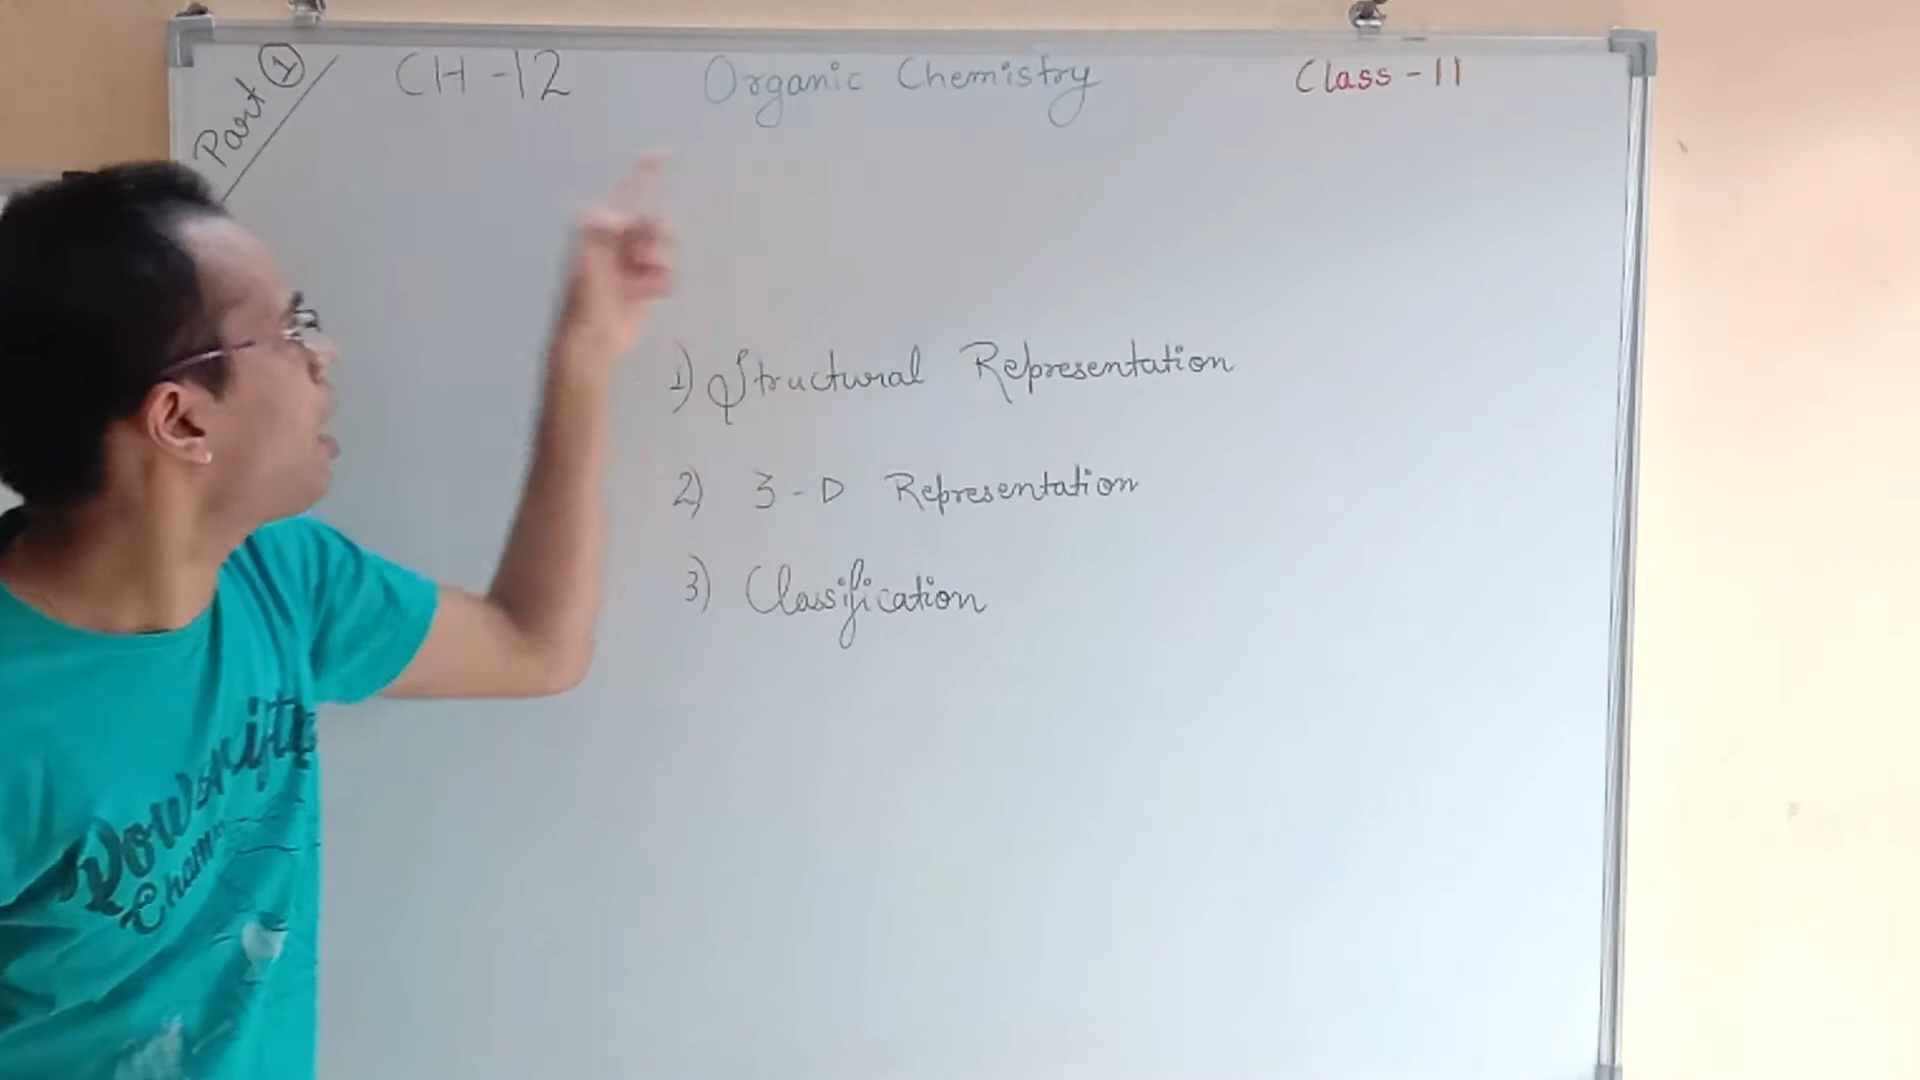 Part 1
CH-12 Organic Chemistry Class-11
1) Structural Representation
2) 3-D Representation
3) Classification